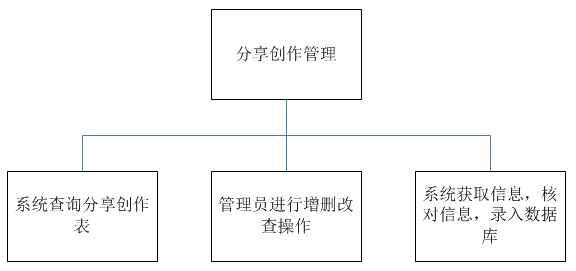 分享创作管理
系统查询分享创作
表
管理员进行增删改
查操作
系统获取信息，核
对信息，录入数据
库